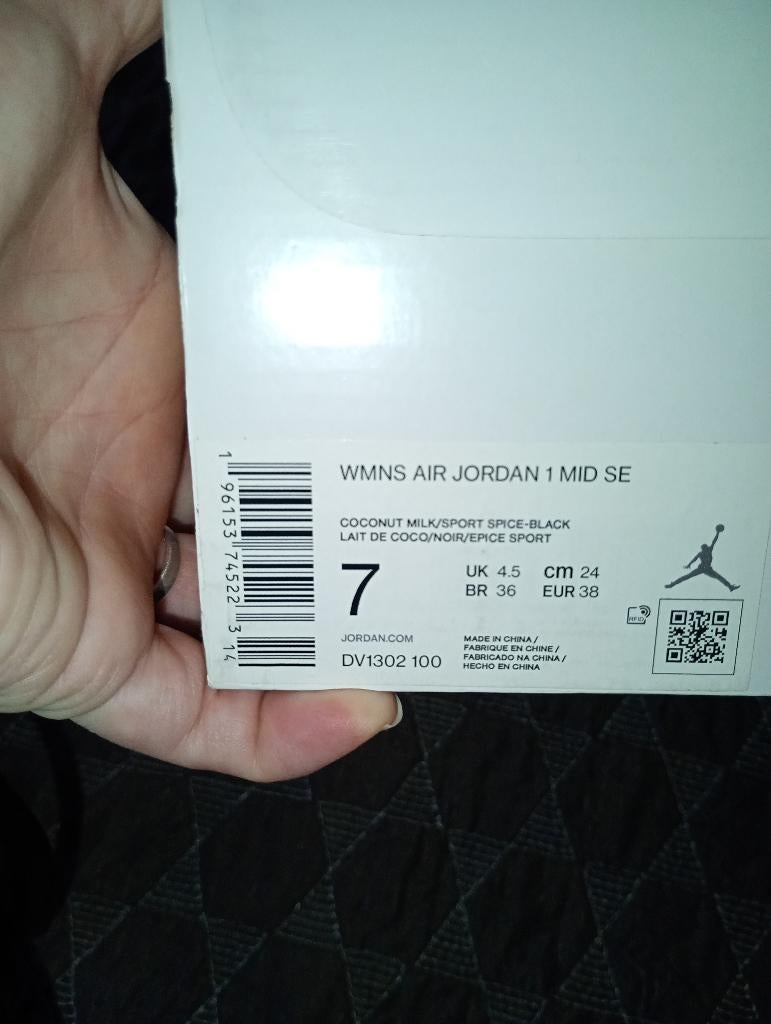 WMNS AIR JORDAN 1 MID SE
COCONUT MILK/SPORT SPICE-BLACK
LAIT DE COCO/NOIR/EPICE SPORT
7
UK 4.5 cm 24
BR 36 EUR 38
JORDAN.COM
DV1302 100
MADE IN CHINA /
FABRIQUE EN CHINE /
FABRICADO NA CHINA /
HECHO EN CHINA
RFID
1 96153 74522 3 14